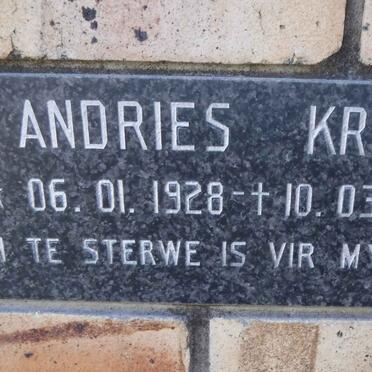 ANDRIES KR
* 06.01.1928 - † 10.03
TE STERWE IS VIR MY